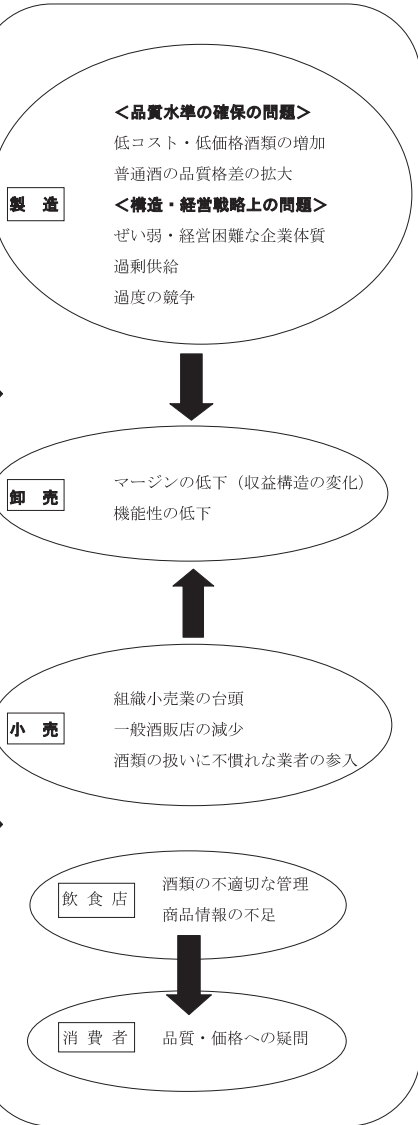 ＜品質水準の確保の問題＞
低コスト・低価格酒類の増加
普通酒の品質格差の拡大
製　造
＜構造・経営戦略上の問題＞
ぜい弱・経営困難な企業体質
過剰供給
過度の競争
卸　売
マージンの低下（収益構造の変化）
機能性の低下
組織小売業の台頭
小　売
一般酒販店の減少
酒類の扱いに不慣れな業者の参入
飲 食 店
酒類の不適切な管理
商品情報の不足
消 費 者
品質・価格への疑問